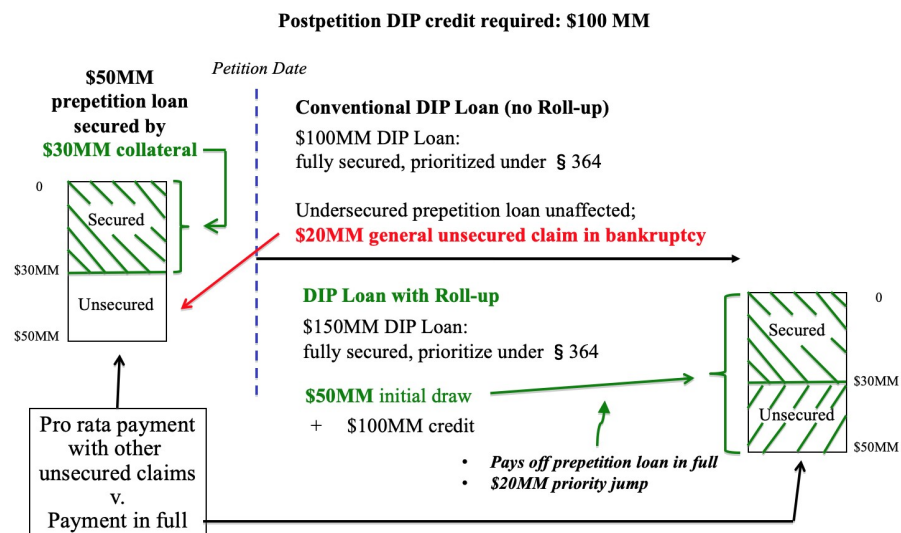 Postpetition DIP credit required: $100 MM
Petition Date
$50MM
prepetition loan
secured by
$30MM collateral
0
Secured
$30MM
Unsecured
$50MM
Conventional DIP Loan (no Roll-up)
$100MM DIP Loan:
fully secured, prioritized under § 364
Undersecured prepetition loan unaffected;
$20MM general unsecured claim in bankruptcy
DIP Loan with Roll-up
$150MM DIP Loan:
fully secured, prioritize under § 364
$50MM initial draw
+ $100MM credit
• Pays off prepetition loan in full
• $20MM priority jump
0
Secured
$30MM
Unsecured
$50MM
Pro rata payment
with other
unsecured claims
v.
Payment in full